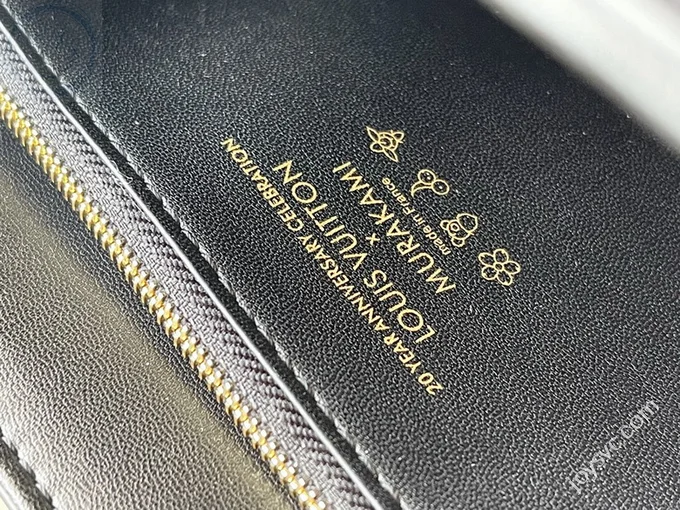 20 YEAR ANNIVERSARY CELEBRATION
LOUIS VUITTON
x
MURAKAMI
made in France